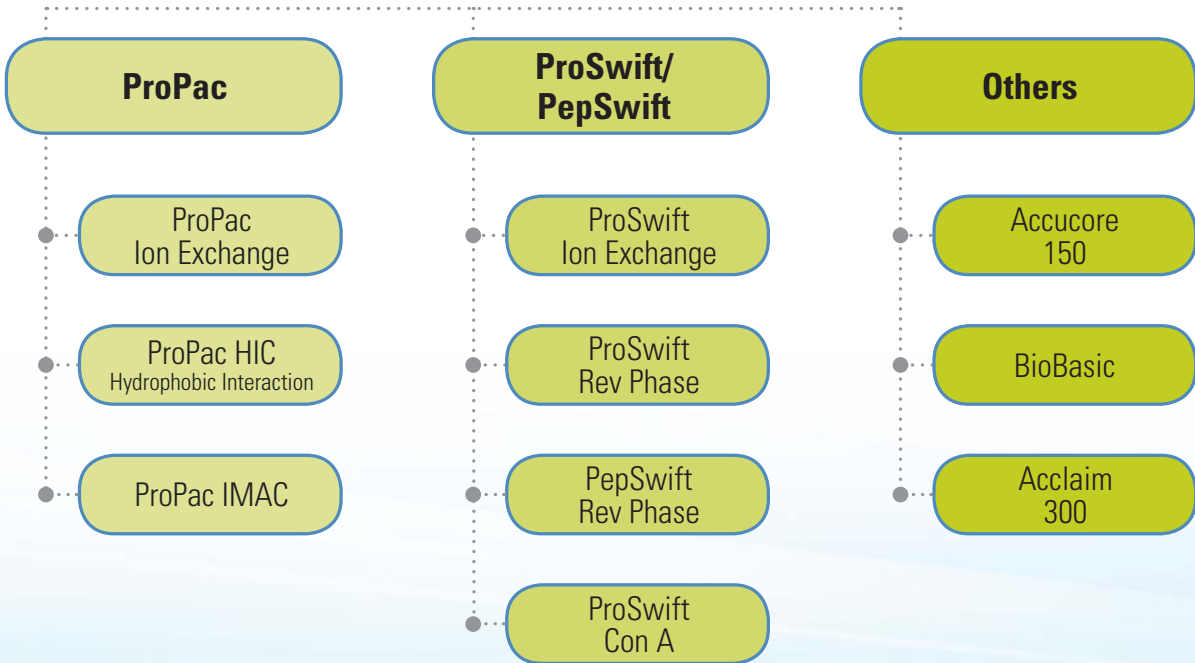 ProPac
ProPac
Ion Exchange
ProPac HIC
Hydrophobic Interaction
ProPac IMAC
ProSwift/
PepSwift
ProSwift
Ion Exchange
ProSwift
Rev Phase
PepSwift
Rev Phase
ProSwift
Con A
Others
Accucore
150
BioBasic
Acclaim
300